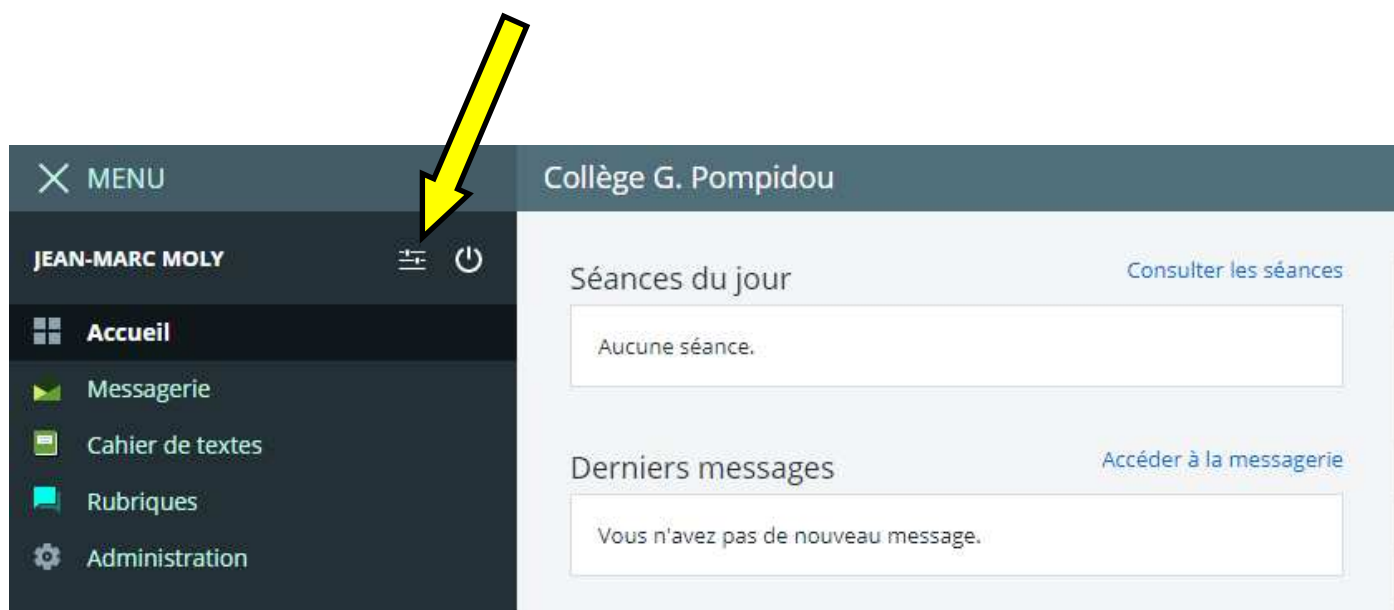 MENU
Collège G. Pompidou
JEAN-MARC MOLY
Accueil
Messagerie
Cahier de textes
Rubriques
Administration
Séances du jour
Consulter les séances
Aucune séance.
Derniers messages
Accéder à la messagerie
Vous n'avez pas de nouveau message.